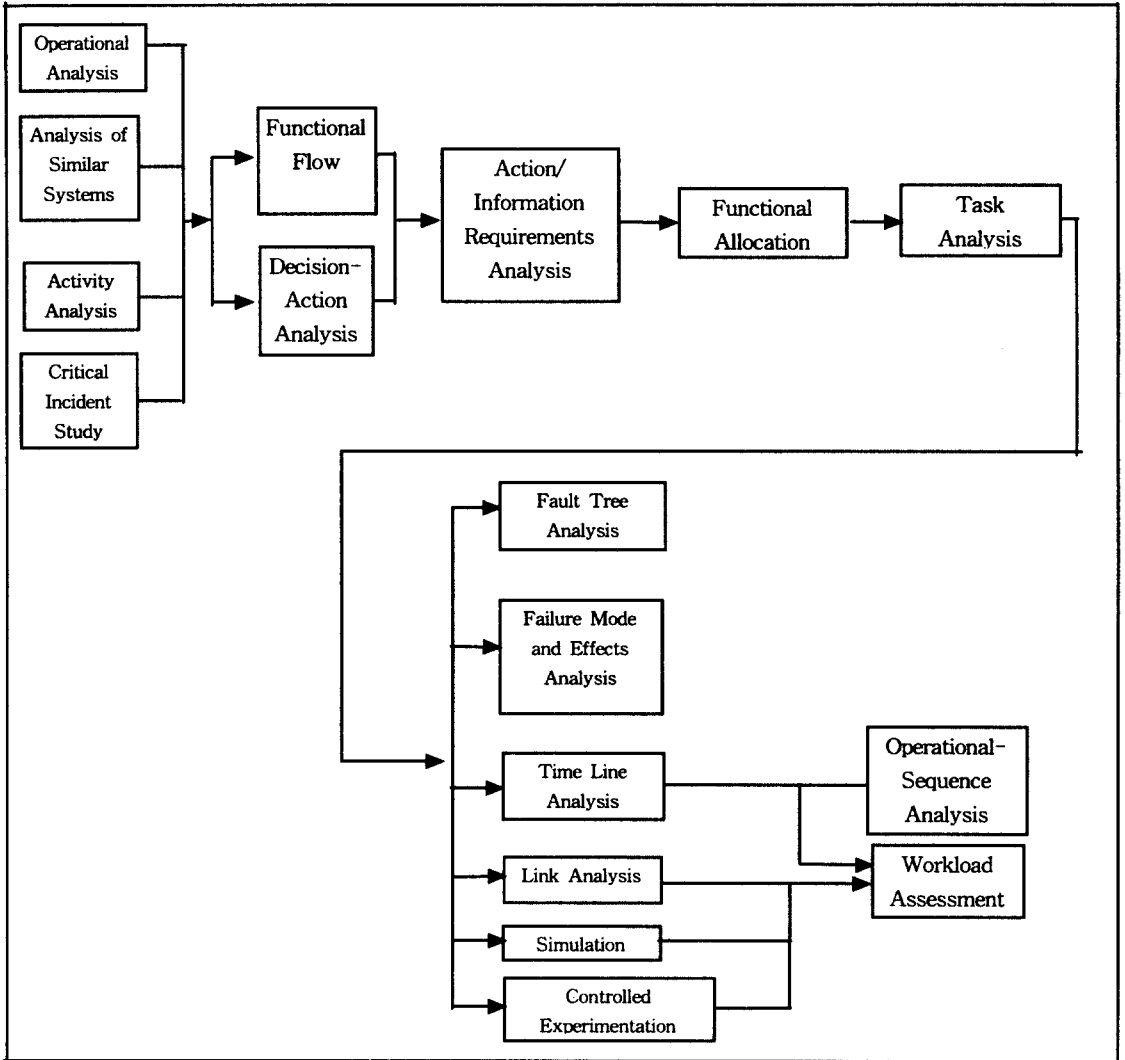 Operational
Analysis
Analysis of
Similar
Systems
Activity
Analysis
Critical
Incident
Study
Functional
Flow
Decision-
Action
Analysis
Action/
Information
Requirements
Analysis
Functional
Allocation
Task
Analysis
Fault Tree
Analysis
Failure Mode
and Effects
Analysis
Time Line
Analysis
Link Analysis
Simulation
Controlled
Experimentation
Operational-
Sequence
Analysis
Workload
Assessment